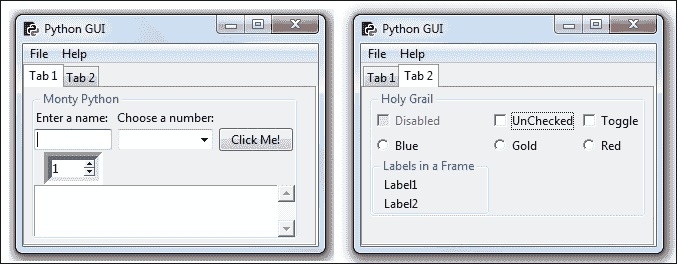 Python GUI
File Help
Tab 1 Tab 2
Monty Python
Enter a name: Choose a number:
Click Me!
1
Python GUI
File Help
Tab 1 Tab 2
Holy Grail
Disabled UnChecked Toggle
Blue Gold Red
Labels in a Frame
Label1
Label2